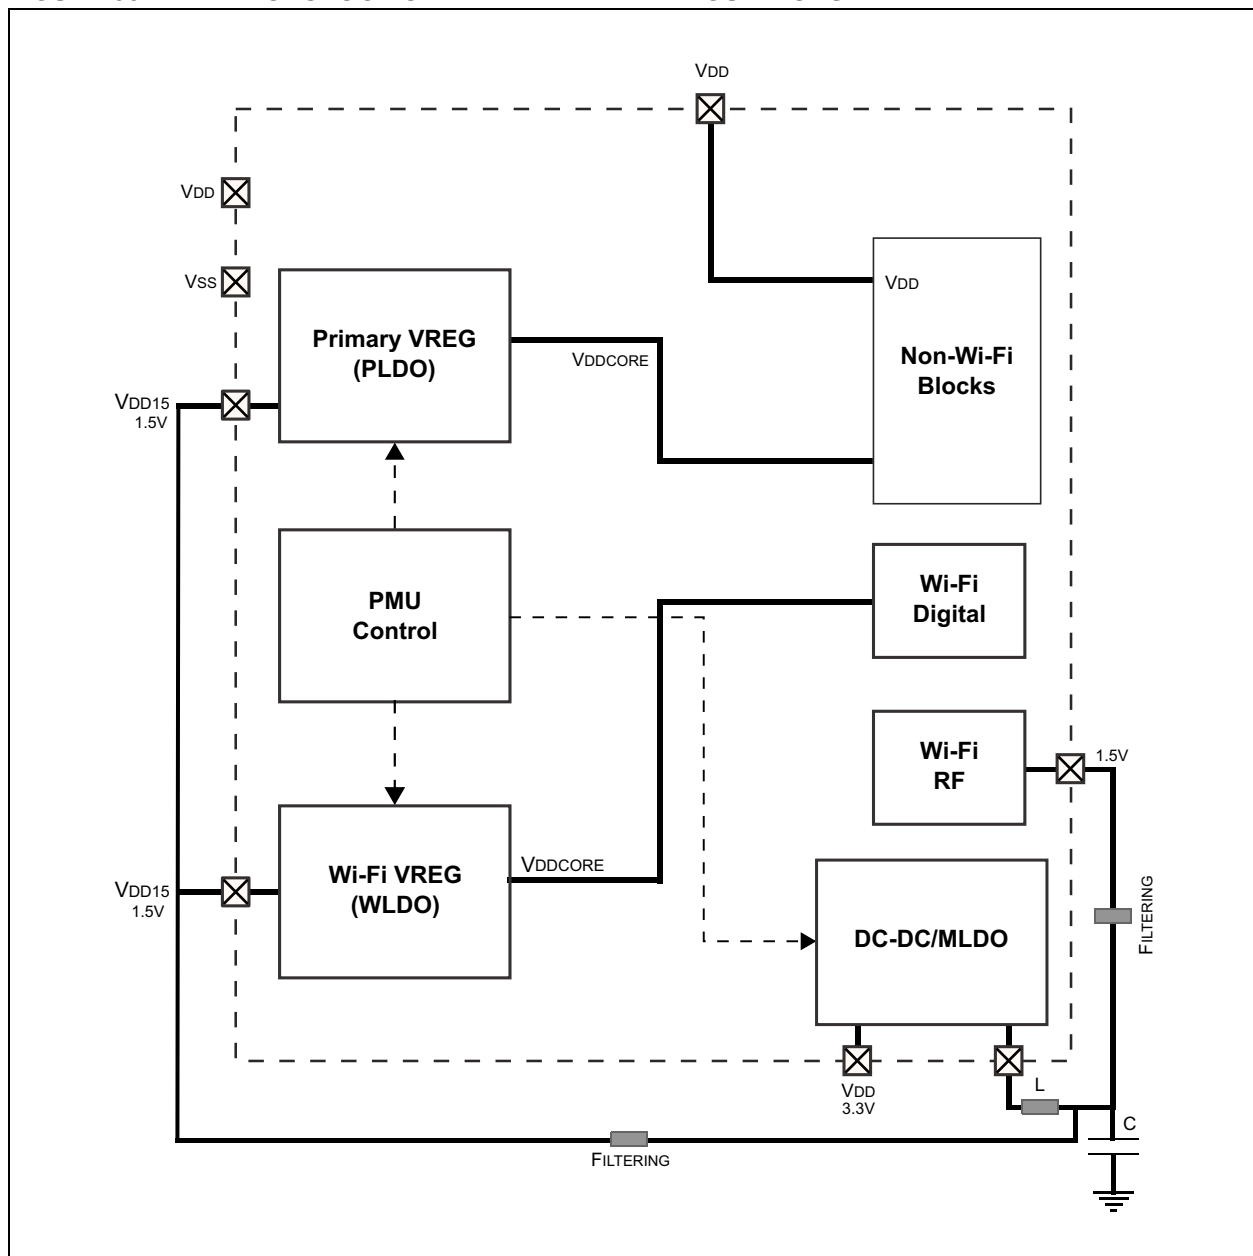 VDD
VDD
VSS
VDD
Primary VREG
(PLDO)
VDDCORE
Non-Wi-Fi
Blocks
VDD15
1.5V
PMU
Control
Wi-Fi
Digital
Wi-Fi
RF
1.5V
Wi-Fi VREG
(WLDO)
VDDCORE
VDD15
1.5V
DC-DC/MLDO
FILTERING
VDD
3.3V
L
C
FILTERING